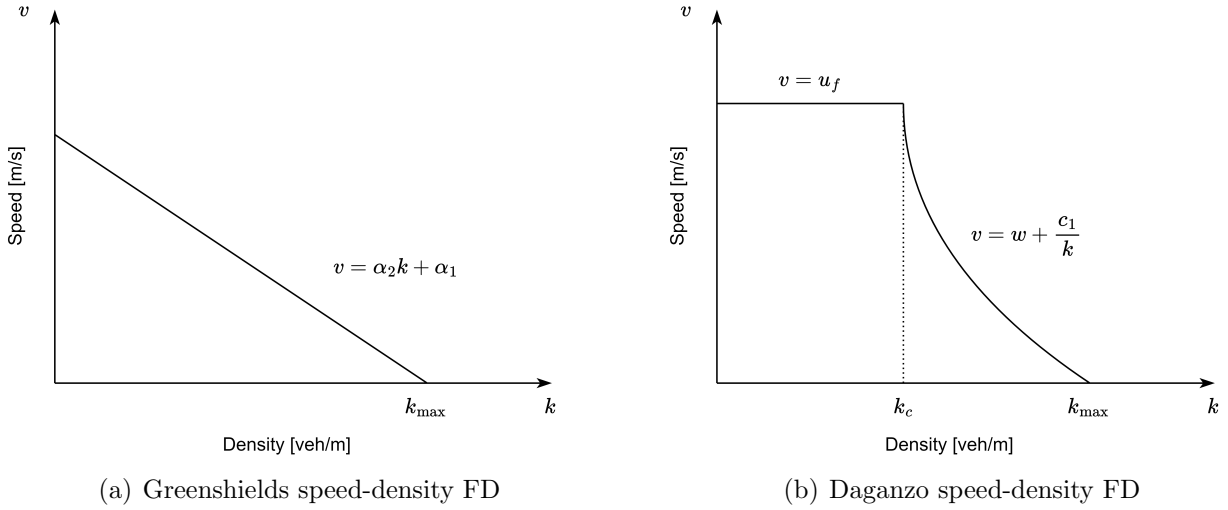 v
Speed [m/s]
v = α₂k + α₁
k_max
k
Density [veh/m]
(a) Greenshields speed-density FD
v
Speed [m/s]
v = u_f
v = w + c₁/k
k_c
k_max
k
Density [veh/m]
(b) Daganzo speed-density FD